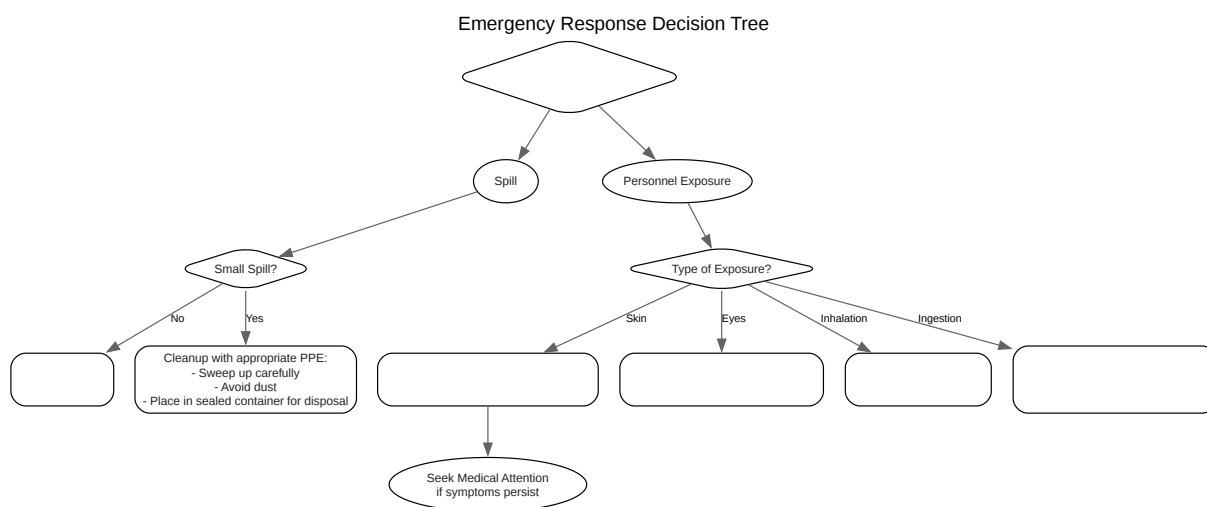 Emergency Response Decision Tree
Spill
Personnel Exposure
Small Spill?
Type of Exposure?
No
Yes
Skin
Eyes
Inhalation
Ingestion
Cleanup with appropriate PPE:
- Sweep up carefully
- Avoid dust
- Place in sealed container for disposal
Seek Medical Attention
if symptoms persist